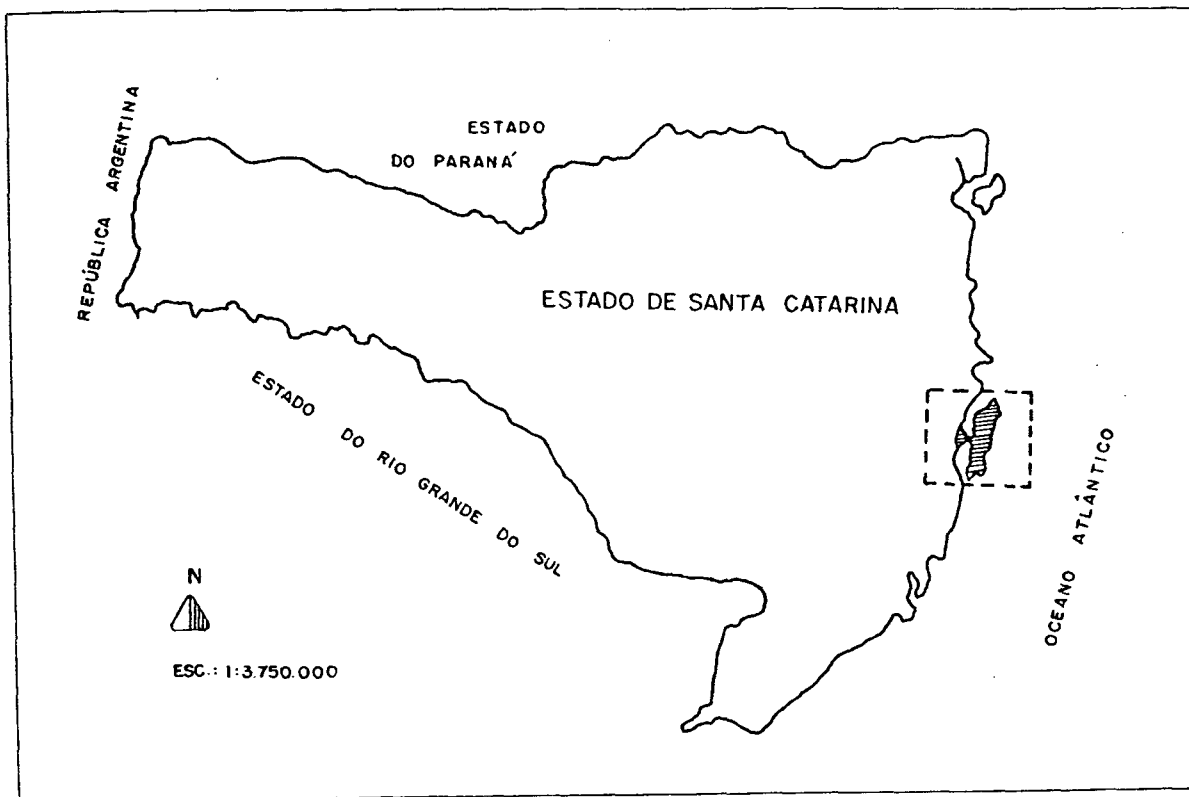 ESTADO
DO PARANÁ
REPÚBLICA ARGENTINA
ESTADO DE SANTA CATARINA
ESTADO DO RIO GRANDE DO SUL
OCEANO ATLÂNTICO
N
ESC.: 1:3.750.000